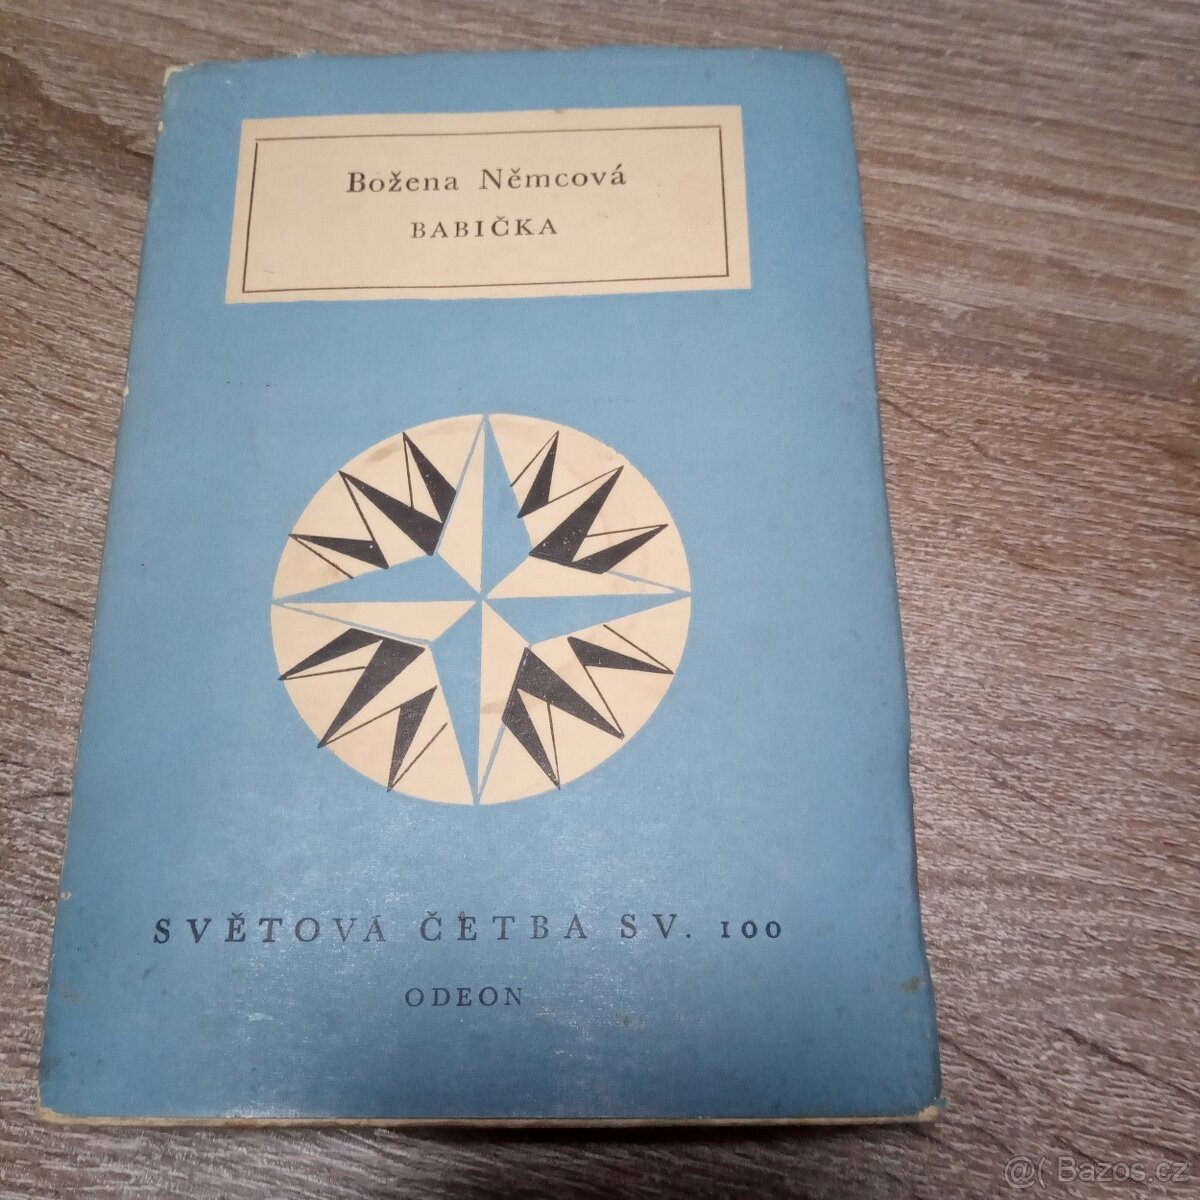 Božena Němcová
BABIČKA
SVĚTOVÁ ČETBA SV. 100
ODEON
@( Bazos.cz